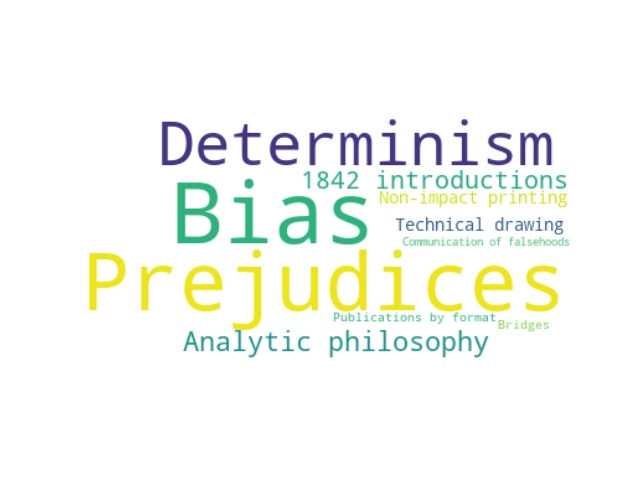 Determinism
1842 introductions
Bias
Non-impact printing
Technical drawing
Communication of falsehoods
Prejudices
Publications by format
Bridges
Analytic philosophy